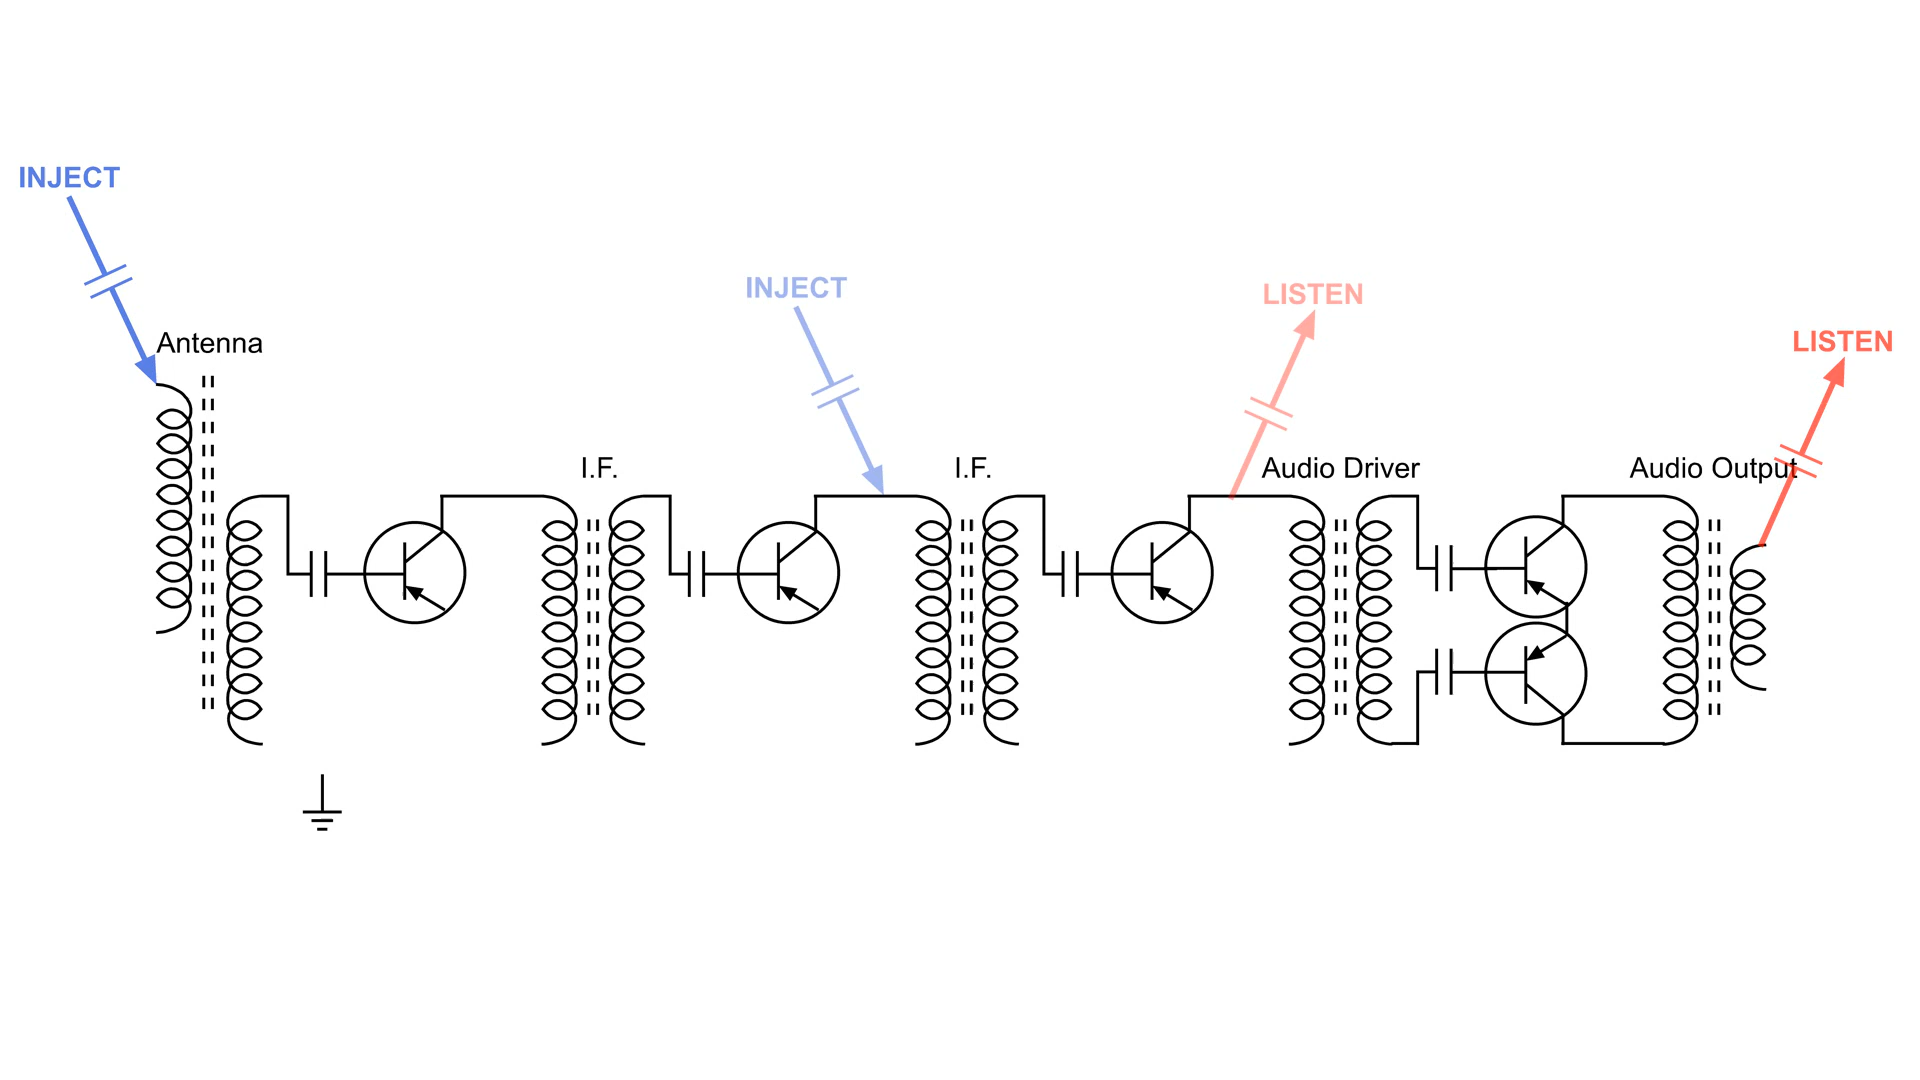 INJECT
INJECT
LISTEN
LISTEN
Antenna
I.F.
I.F.
Audio Driver
Audio Output